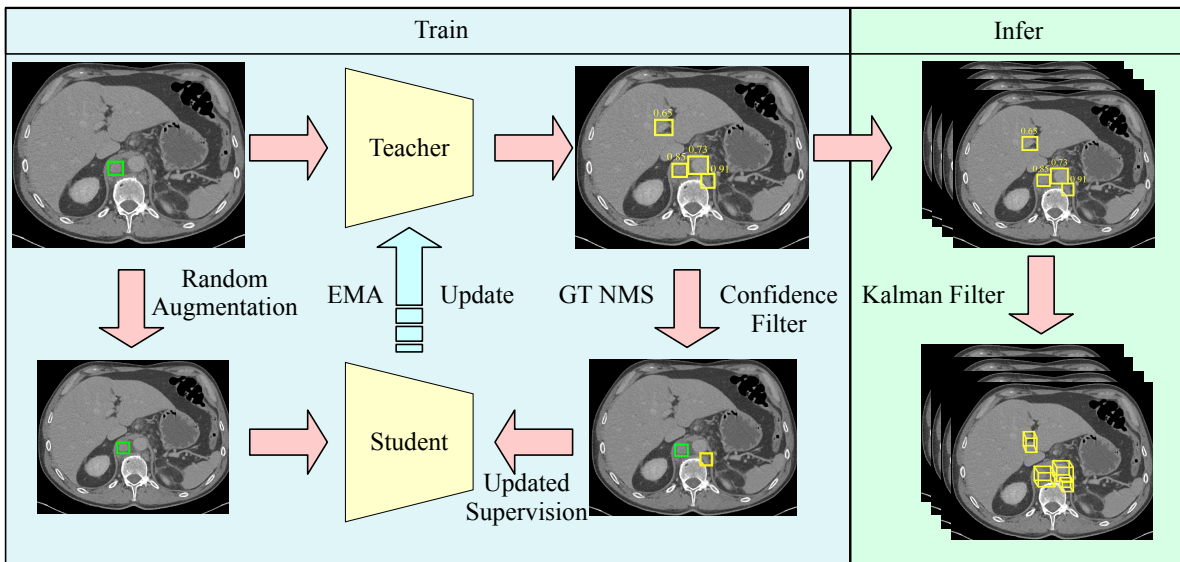 Train
Infer
0.65
0.73
0.85
0.91
Teacher
0.65
0.73
0.85
0.91
Random
Augmentation
EMA
Update
GT NMS
Confidence
Filter
Kalman Filter
Student
Updated
Supervision